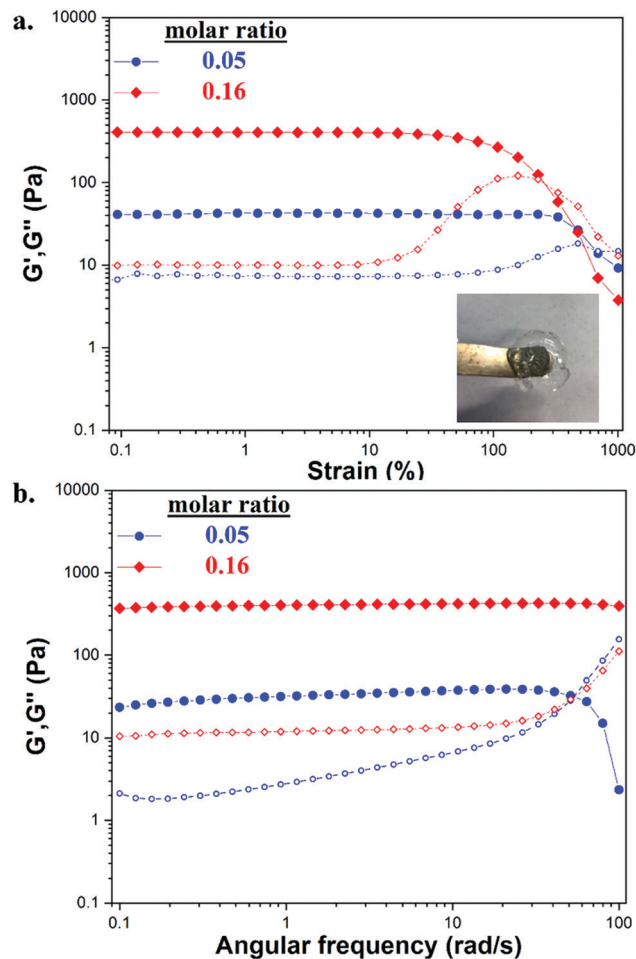 a.
10000
molar ratio
0.05
0.16
1000
100
10
1
0.1
G',G'' (Pa)
0.1 1 10 100 1000
Strain (%)
b.
10000
molar ratio
0.05
0.16
1000
100
10
1
0.1
G',G'' (Pa)
0.1 1 10 100
Angular frequency (rad/s)